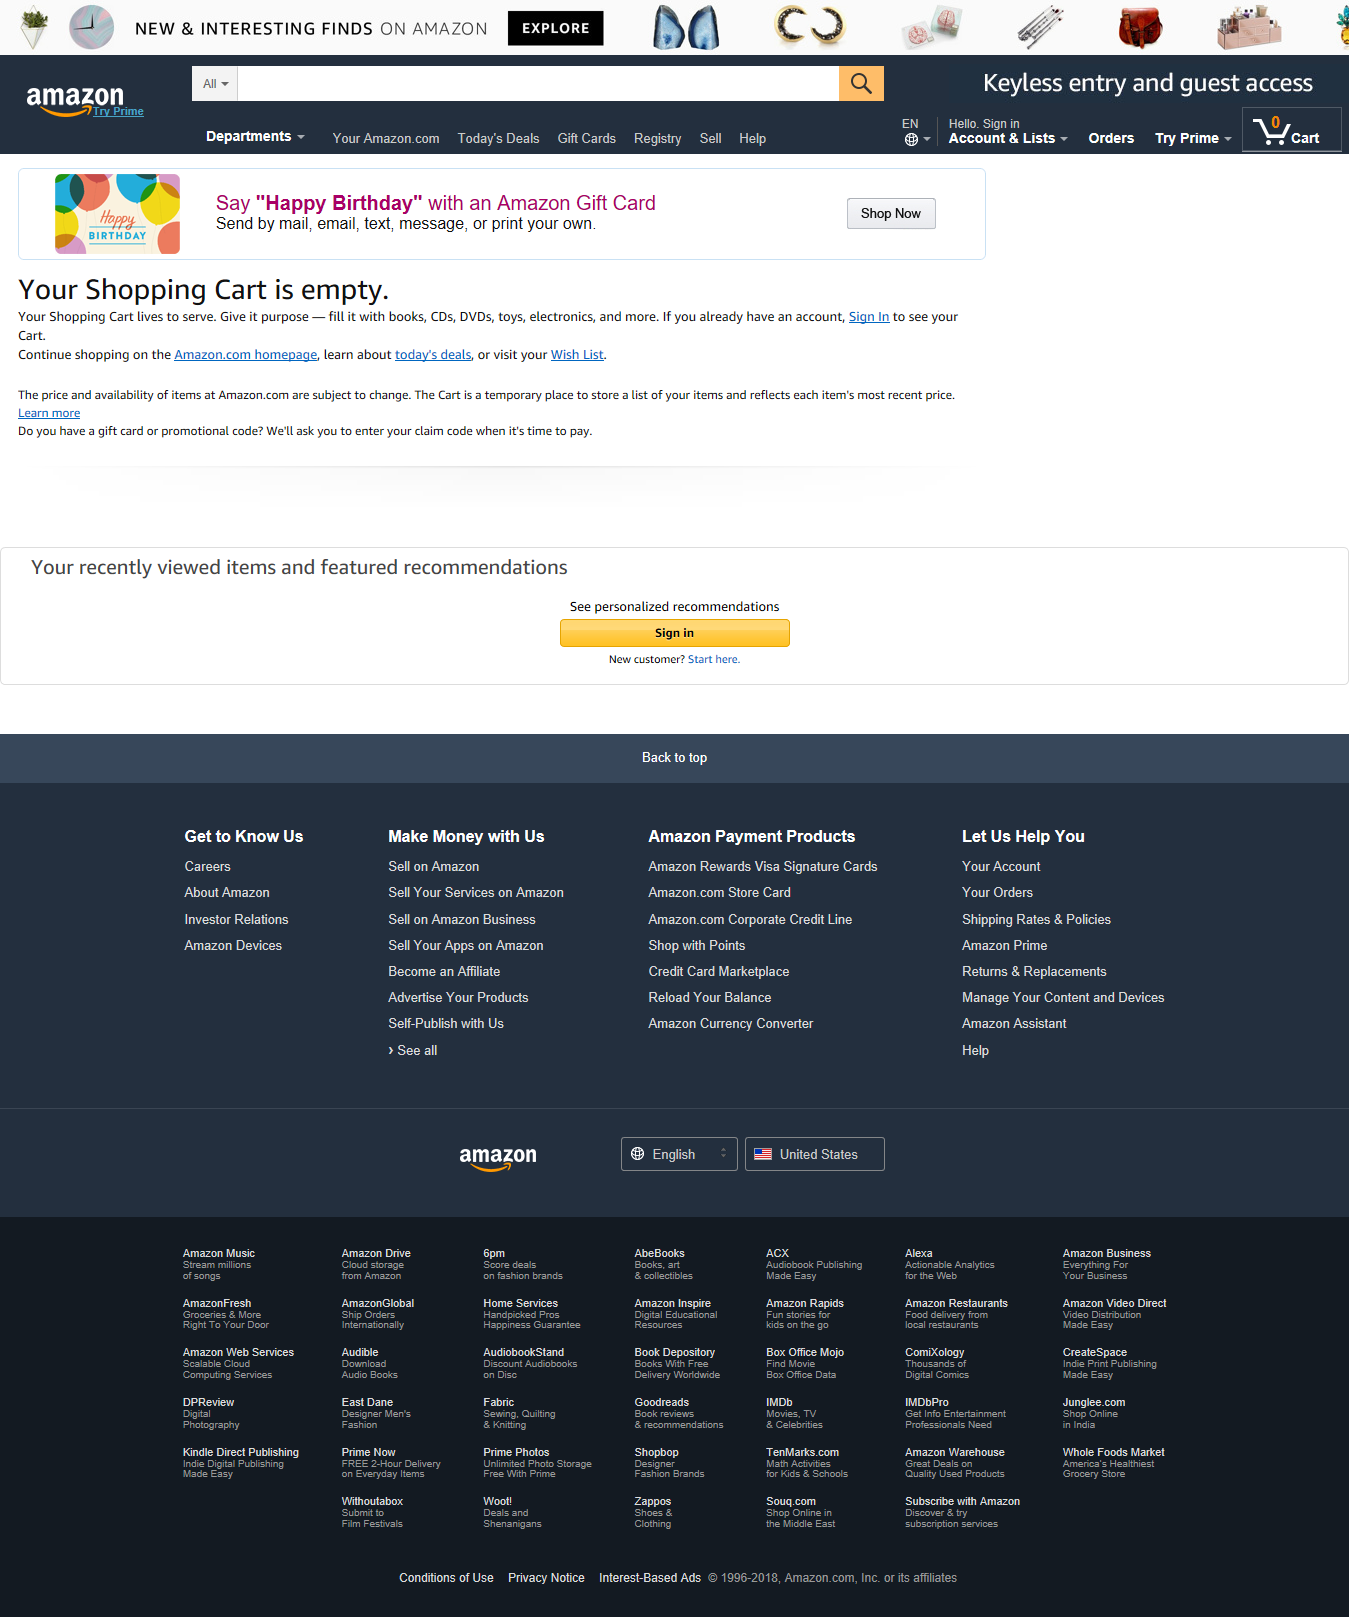 NEW & INTERESTING FINDS ON AMAZON EXPLORE
amazon
Try Prime
All
Keyless entry and guest access
Departments
Your Amazon.com Today's Deals Gift Cards Registry Sell Help
EN
Hello. Sign in
Account & Lists
Orders
Try Prime
0
Cart
Happy
BIRTHDAY
Say "Happy Birthday" with an Amazon Gift Card
Send by mail, email, text, message, or print your own.
Shop Now
Your Shopping Cart is empty.
Your Shopping Cart lives to serve. Give it purpose — fill it with books, CDs, DVDs, toys, electronics, and more. If you already have an account, Sign In to see your
Cart.
Continue shopping on the Amazon.com homepage, learn about today's deals, or visit your Wish List.
The price and availability of items at Amazon.com are subject to change. The Cart is a temporary place to store a list of your items and reflects each item's most recent price.
Learn more
Do you have a gift card or promotional code? We'll ask you to enter your claim code when it's time to pay.
Your recently viewed items and featured recommendations
See personalized recommendations
Sign in
New customer? Start here.
Back to top
Get to Know Us
Careers
About Amazon
Investor Relations
Amazon Devices
Make Money with Us
Sell on Amazon
Sell Your Services on Amazon
Sell on Amazon Business
Sell Your Apps on Amazon
Become an Affiliate
Advertise Your Products
Self-Publish with Us
› See all
Amazon Payment Products
Amazon Rewards Visa Signature Cards
Amazon.com Store Card
Amazon.com Corporate Credit Line
Shop with Points
Credit Card Marketplace
Reload Your Balance
Amazon Currency Converter
Let Us Help You
Your Account
Your Orders
Shipping Rates & Policies
Amazon Prime
Returns & Replacements
Manage Your Content and Devices
Amazon Assistant
Help
amazon
English
United States
Amazon Music
Stream millions
of songs
Amazon Drive
Cloud storage
from Amazon
6pm
Score deals
on fashion brands
AbeBooks
Books, art
& collectibles
ACX
Audiobook Publishing
Made Easy
Alexa
Actionable Analytics
for the Web
Amazon Business
Everything For
Your Business
AmazonFresh
Groceries & More
Right To Your Door
AmazonGlobal
Ship Orders
Internationally
Home Services
Handpicked Pros
Happiness Guarantee
Amazon Inspire
Digital Educational
Resources
Amazon Rapids
Fun stories for
kids on the go
Amazon Restaurants
Food delivery from
local restaurants
Amazon Video Direct
Video Distribution
Made Easy
Amazon Web Services
Scalable Cloud
Computing Services
Audible
Download
Audio Books
AudiobookStand
Discount Audiobooks
on Disc
Book Depository
Books With Free
Delivery Worldwide
Box Office Mojo
Find Movie
Box Office Data
ComiXology
Thousands of
Digital Comics
CreateSpace
Indie Print Publishing
Made Easy
DPReview
Digital
Photography
East Dane
Designer Men's
Fashion
Fabric
Sewing, Quilting
& Knitting
Goodreads
Book reviews
& recommendations
IMDb
Movies, TV
& Celebrities
IMDbPro
Get Info Entertainment
Professionals Need
Junglee.com
Shop Online
in India
Kindle Direct Publishing
Indie Digital Publishing
Made Easy
Prime Now
FREE 2-Hour Delivery
on Everyday Items
Prime Photos
Unlimited Photo Storage
Free With Prime
Shopbop
Designer
Fashion Brands
TenMarks.com
Math Activities
for Kids & Schools
Amazon Warehouse
Great Deals on
Quality Used Products
Whole Foods Market
America's Healthiest
Grocery Store
Withoutabox
Submit to
Film Festivals
Woot!
Deals and
Shenanigans
Zappos
Shoes &
Clothing
Souq.com
Shop Online in
the Middle East
Subscribe with Amazon
Discover & try
subscription services
Conditions of Use Privacy Notice Interest-Based Ads © 1996-2018, Amazon.com, Inc. or its affiliates